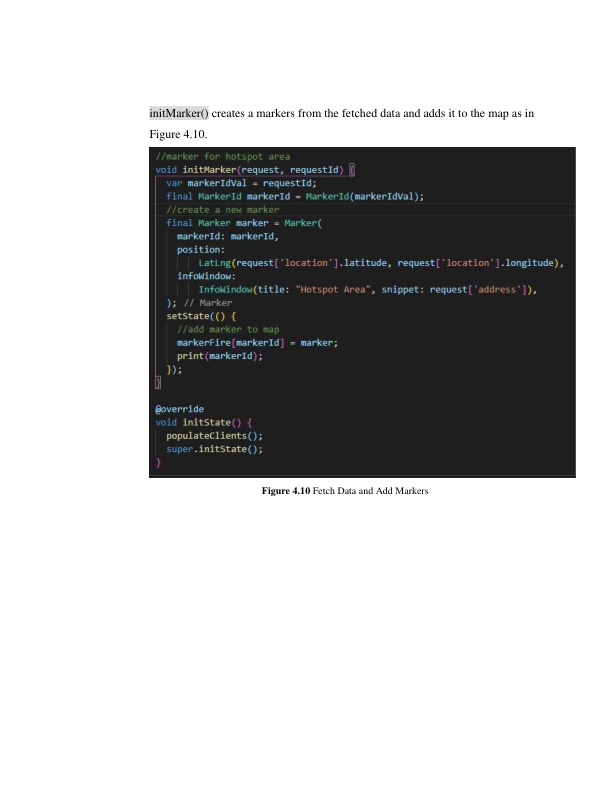 initMarker() creates a markers from the fetched data and adds it to the map as in
Figure 4.10.
//marker for hotspot area
void initMarker(request, requestId) {
var markerIdVal = requestId;
final MarkerId markerId = MarkerId(markerIdVal);
//create a new marker
final Marker marker = Marker(
markerId: markerId,
position:
LatLng(request['location'].latitude, request['location'].longitude),
infoWindow:
InfoWindow(title: "Hotspot Area", snippet: request['address']),
); // Marker
setState(() {
//add marker to map
markerFire[markerId] = marker;
print(markerId);
});
}
@override
void initState() {
populateClients();
super.initState();
}
Figure 4.10 Fetch Data and Add Markers